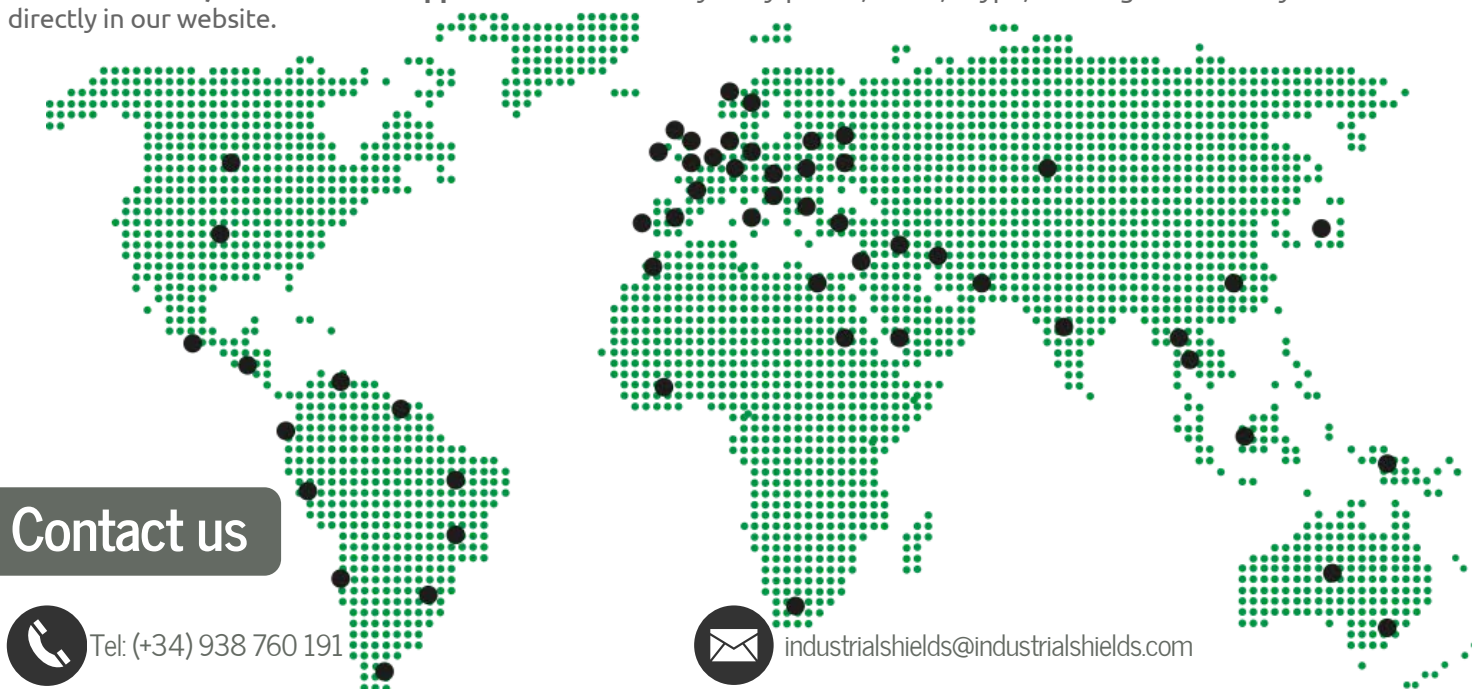 directly in our website.
Contact us
Tel: (+34) 938 760 191
industrialshields@industrialshields.com